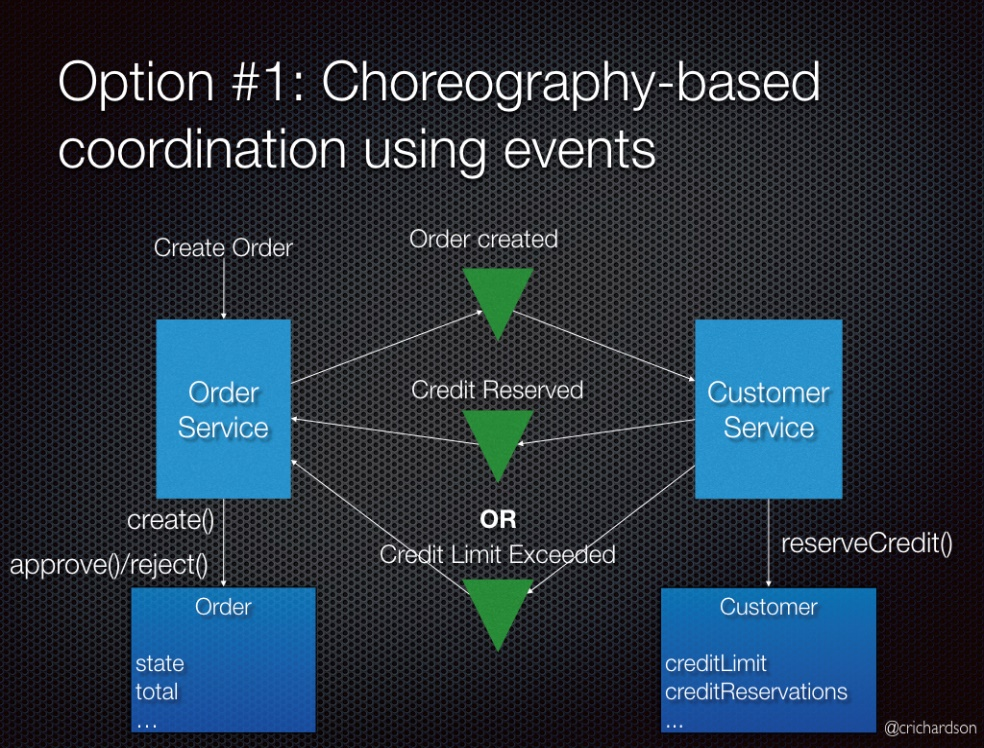 Option #1: Choreography-based
coordination using events
Create Order
Order created
Order
Service
Credit Reserved
Customer
Service
OR
Credit Limit Exceeded
create()
approve()/reject()
reserveCredit()
Order
state
total
…
Customer
creditLimit
creditReservations
...
@crichardson